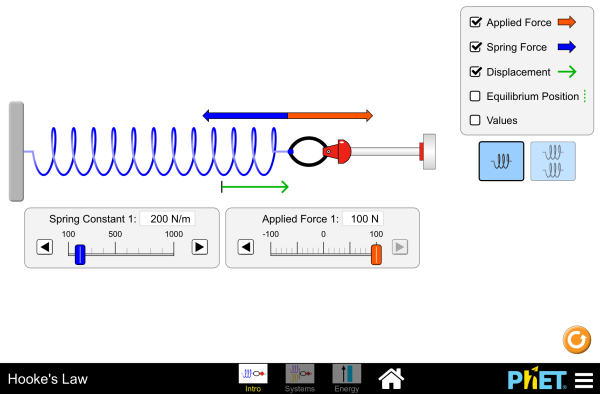 Applied Force
Spring Force
Displacement
Equilibrium Position
Values
Spring Constant 1: 200 N/m
100 500 1000
Applied Force 1: 100 N
-100 0 100
Hooke's Law
Intro
Systems
Energy
PhET